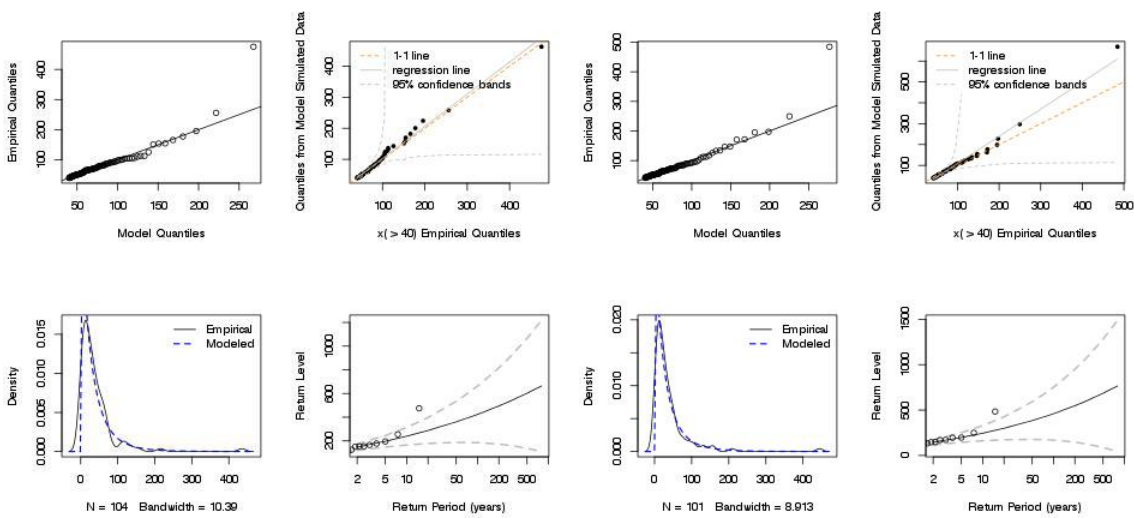 Empirical Quantiles
400
300
200
100
50 100 150 200 250
Model Quantiles
Quantiles from Model Simulated Data
400
300
200
100
1-1 line
regression line
95% confidence bands
100 200 300 400
x( > 40) Empirical Quantiles
Empirical Quantiles
500
400
300
200
100
50 100 150 200 250
Model Quantiles
Quantiles from Model Simulated Data
500
300
100
1-1 line
regression line
95% confidence bands
100 200 300 400 500
x( > 40) Empirical Quantiles
Density
0.015
0.010
0.005
0.000
Empirical
Modeled
0 100 200 300 400
N = 104 Bandwidth = 10.39
Return Level
1000
600
200
2 5 10 50 200 500
Return Period (years)
Density
0.020
0.010
0.000
Empirical
Modeled
0 100 200 300 400
N = 101 Bandwidth = 8.913
Return Level
1500
1000
500
0
2 5 10 50 200 500
Return Period (years)